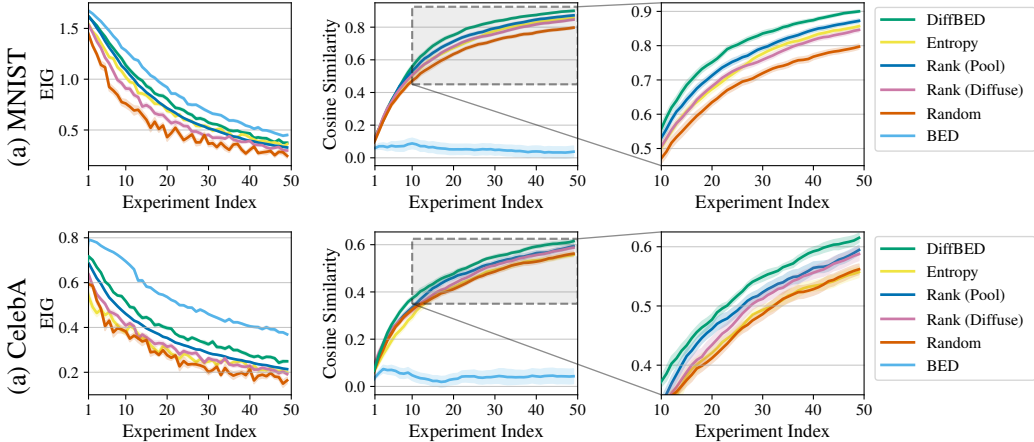 (a) MNIST
EIG
1.5
1.0
0.5
1 10 20 30 40 50
Experiment Index
Cosine Similarity
0.8
0.6
0.4
0.2
0.0
1 10 20 30 40 50
Experiment Index
0.9
0.8
0.7
0.6
0.5
10 20 30 40 50
Experiment Index
DiffBED
Entropy
Rank (Pool)
Rank (Diffuse)
Random
BED
(a) CelebA
EIG
0.8
0.6
0.4
0.2
1 10 20 30 40 50
Experiment Index
Cosine Similarity
0.6
0.4
0.2
0.0
1 10 20 30 40 50
Experiment Index
0.6
0.5
0.4
10 20 30 40 50
Experiment Index
DiffBED
Entropy
Rank (Pool)
Rank (Diffuse)
Random
BED